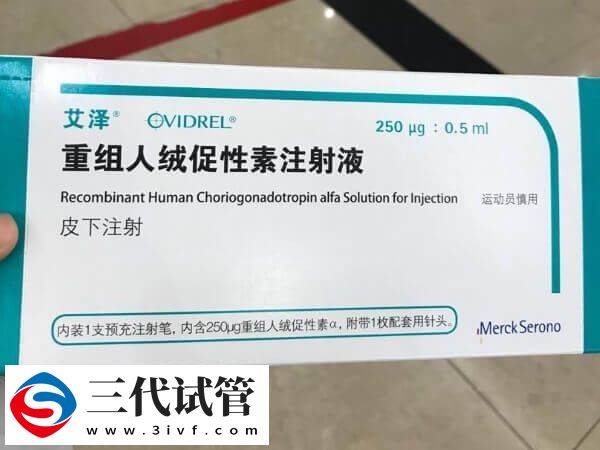 艾泽® OVIDREL® 250 μg : 0.5 ml
重组人绒促性素注射液
Recombinant Human Choriogonadotropin alfa Solution for Injection 运动员慎用
皮下注射
内装1支预充注射笔,内含250μg重组人绒促性素α,附带1枚配套用针头。
MerckSerono
三代试管
www.3ivf.com